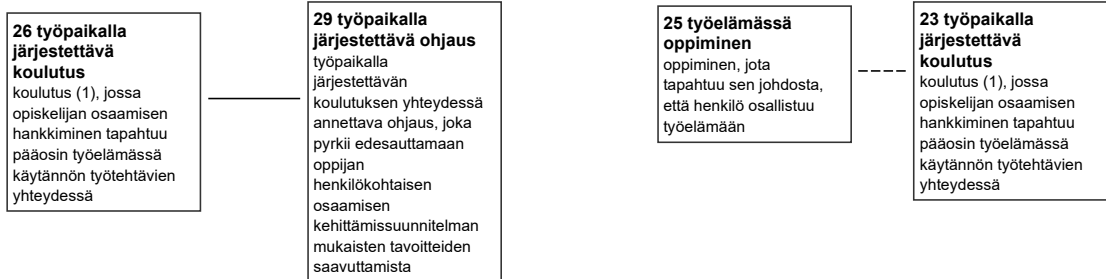 26 työpaikalla
järjestettävä
koulutus
koulutus (1), jossa
opiskelijan osaamisen
hankkiminen tapahtuu
pääosin työelämässä
käytännön työtehtävien
yhteydessä
29 työpaikalla
järjestettävä ohjaus
työpaikalla
järjestettävän
koulutuksen yhteydessä
annettava ohjaus, joka
pyrkii edesauttamaan
oppijan
henkilökohtaisen
osaamisen
kehittämissuunnitelman
mukaisten tavoitteiden
saavuttamista
25 työelämässä
oppiminen
oppiminen, jota
tapahtuu sen johdosta,
että henkilö osallistuu
työelämään
23 työpaikalla
järjestettävä
koulutus
koulutus (1), jossa
opiskelijan osaamisen
hankkiminen tapahtuu
pääosin työelämässä
käytännön työtehtävien
yhteydessä